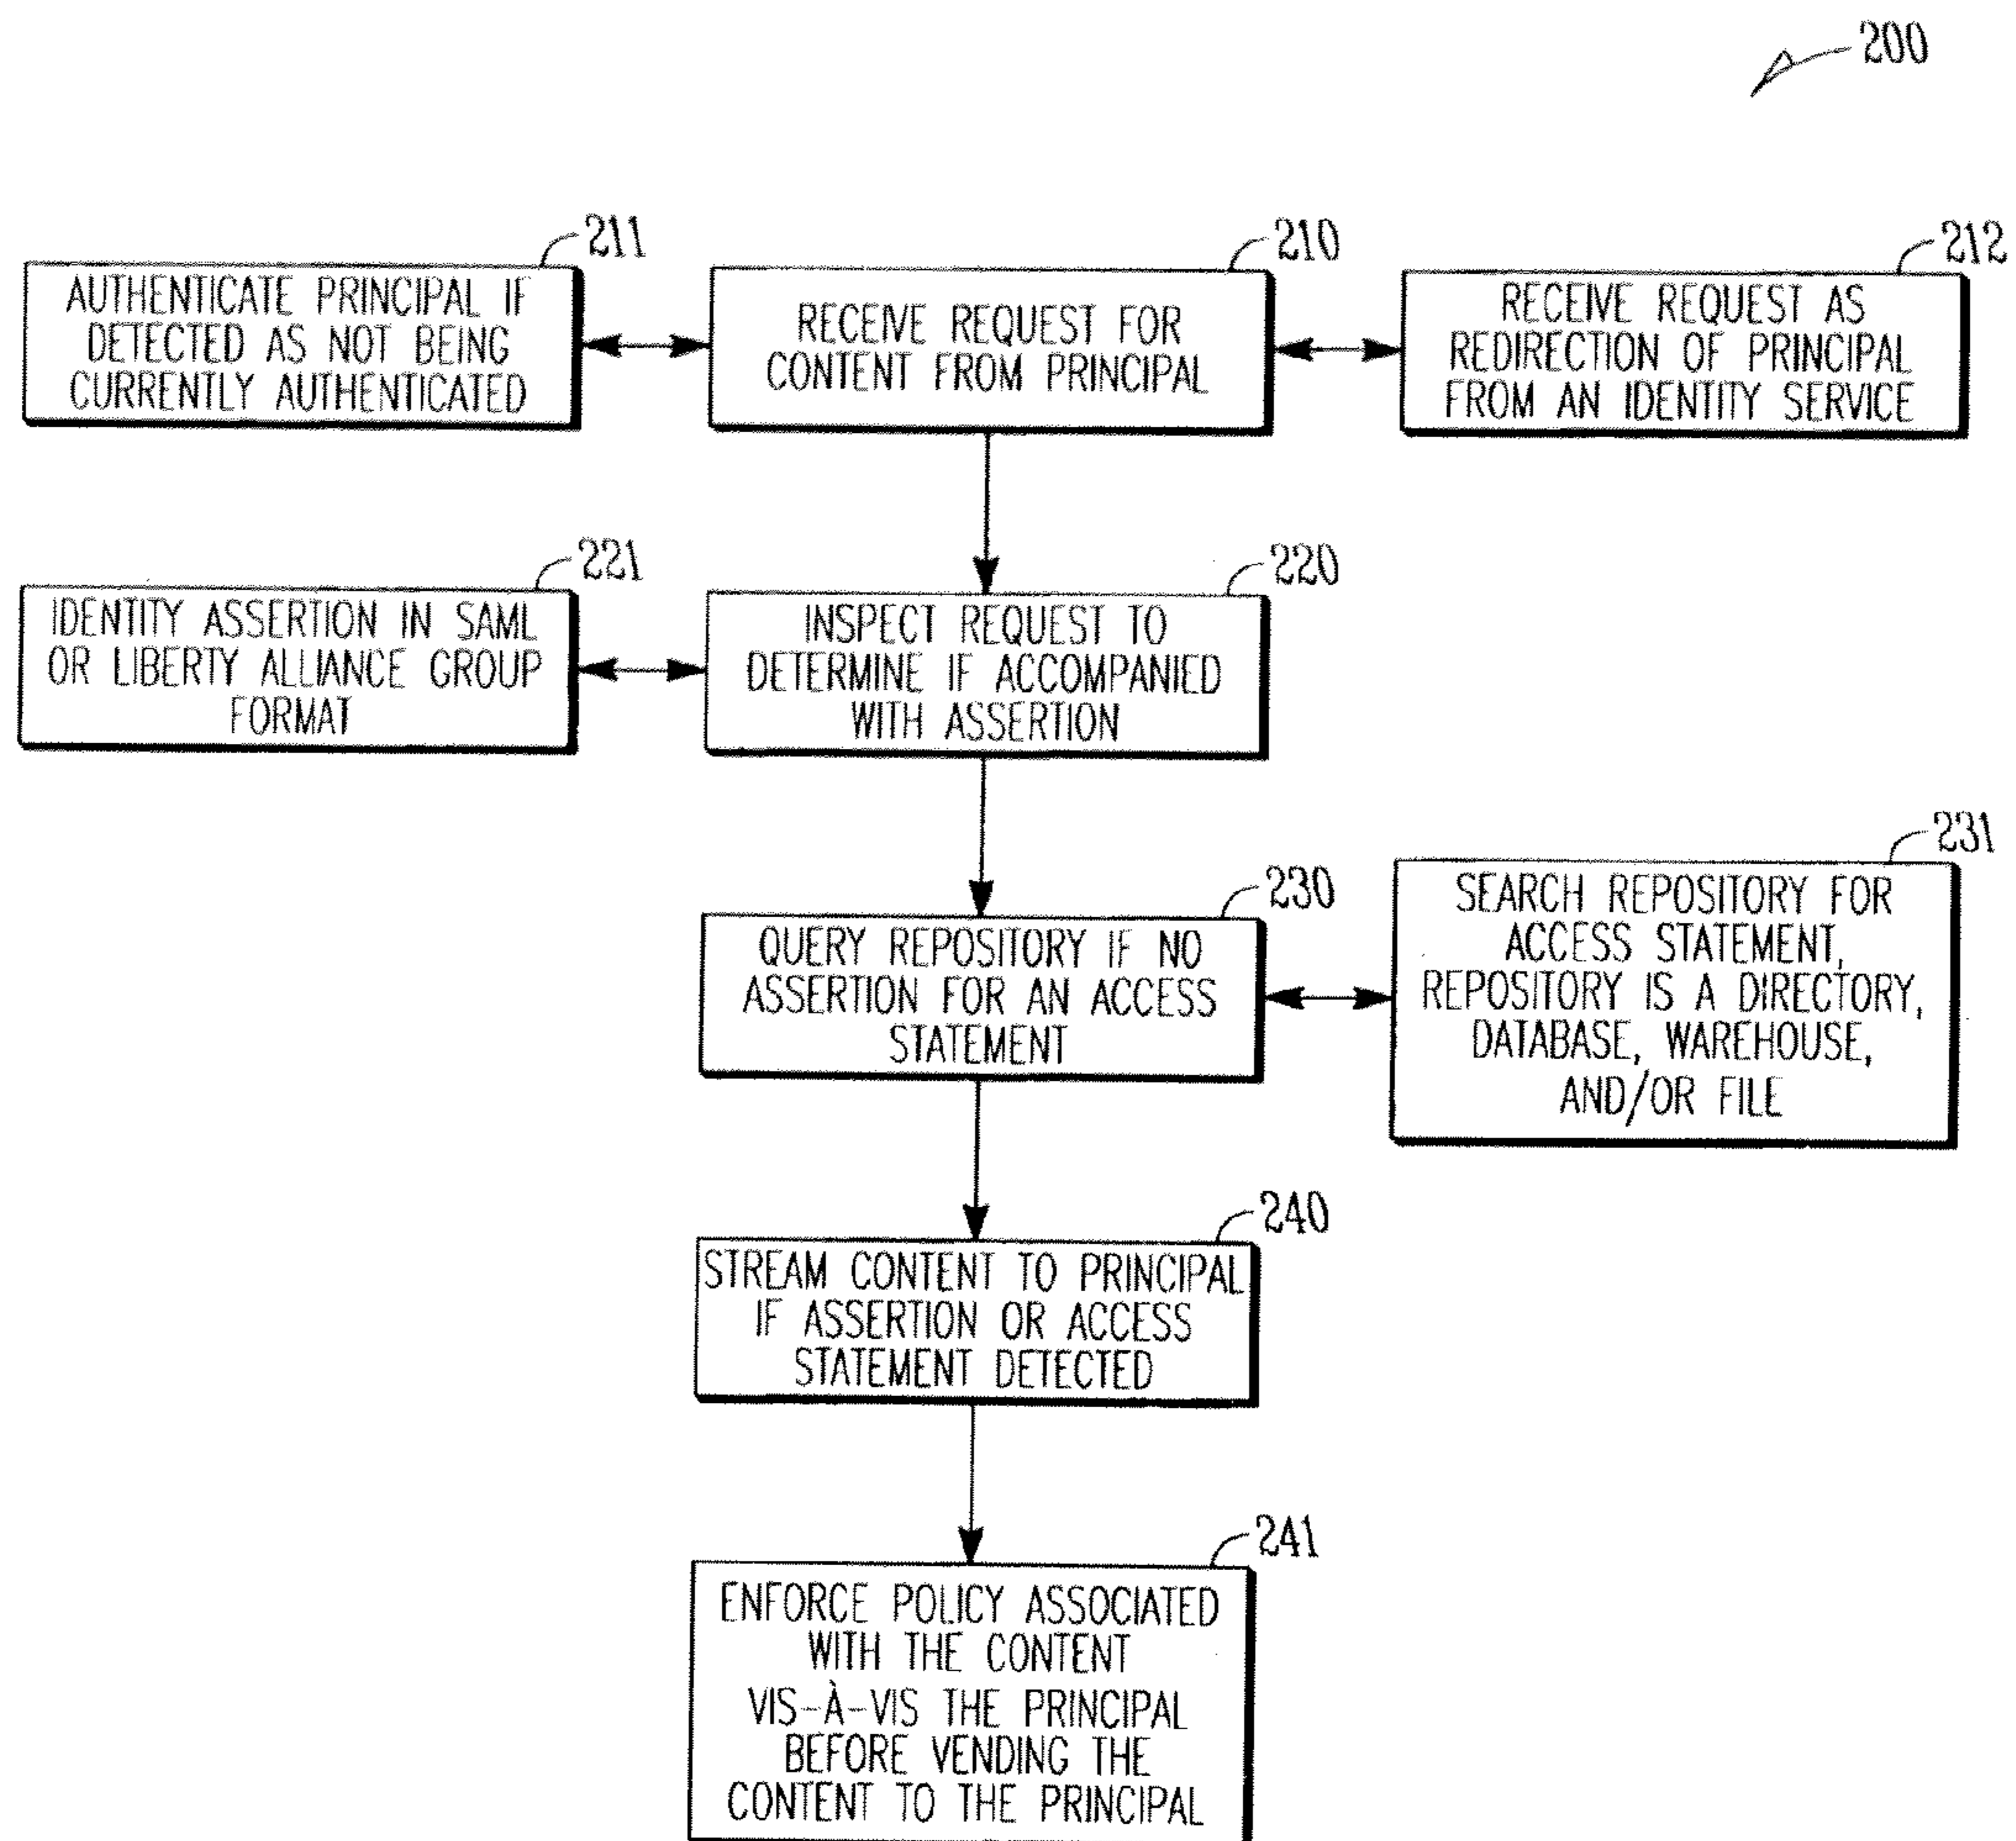 200
211
AUTHENTICATE PRINCIPAL IF
DETECTED AS NOT BEING
CURRENTLY AUTHENTICATED
210
RECEIVE REQUEST FOR
CONTENT FROM PRINCIPAL
212
RECEIVE REQUEST AS
REDIRECTION OF PRINCIPAL
FROM AN IDENTITY SERVICE
221
IDENTITY ASSERTION IN SAML
OR LIBERTY ALLIANCE GROUP
FORMAT
220
INSPECT REQUEST TO
DETERMINE IF ACCOMPANIED
WITH ASSERTION
230
QUERY REPOSITORY IF NO
ASSERTION FOR AN ACCESS
STATEMENT
231
SEARCH REPOSITORY FOR
ACCESS STATEMENT,
REPOSITORY IS A DIRECTORY,
DATABASE, WAREHOUSE,
AND/OR FILE
240
STREAM CONTENT TO PRINCIPAL
IF ASSERTION OR ACCESS
STATEMENT DETECTED
241
ENFORCE POLICY ASSOCIATED
WITH THE CONTENT
VIS-À-VIS THE PRINCIPAL
BEFORE VENDING THE
CONTENT TO THE PRINCIPAL